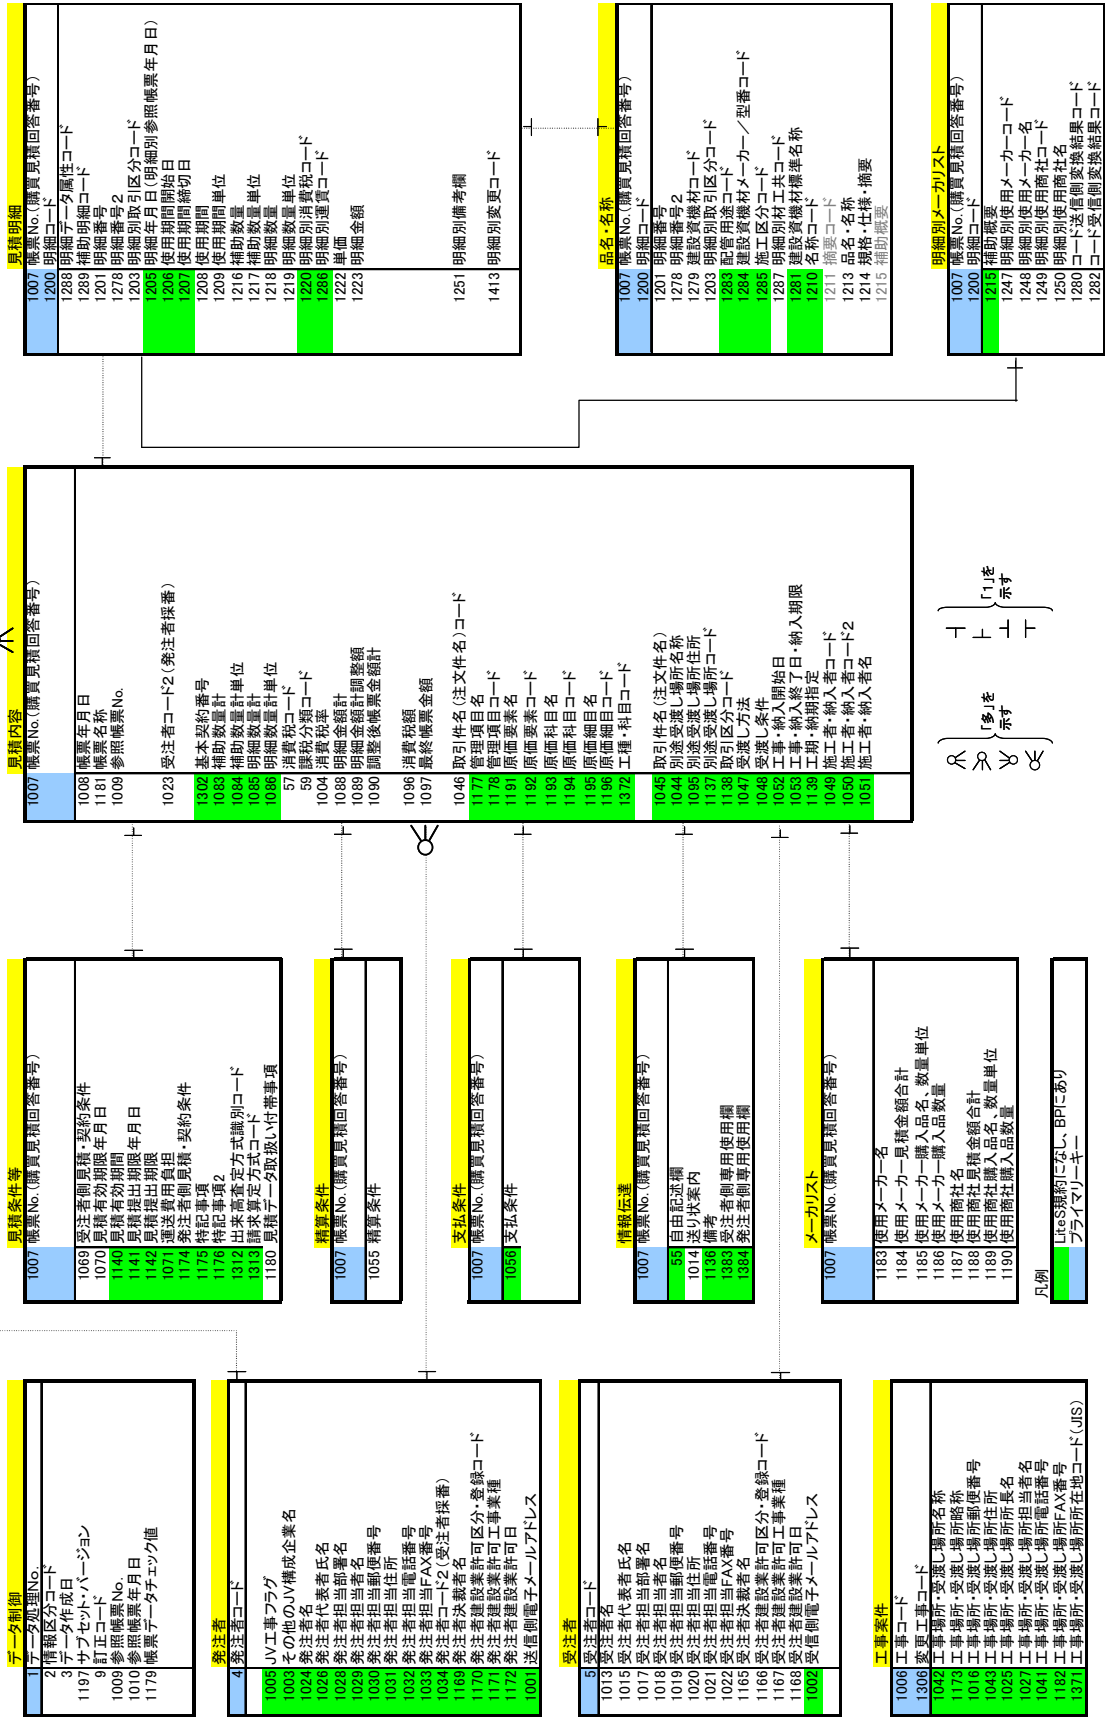 データ制御
1 データ処理No.
2 情報区分コード
3 データ作成日
1197 サブセット・バージョン
9 訂正コード
1009 参照帳票No.
1010 参照帳票年月日
1179 帳票データチェック値
発注者
4 発注者コード
1005 JV工事フラグ
1003 その他のJV構成企業名
1024 発注者名
1026 発注者代表者氏名
1028 発注者担当部署名
1029 発注者担当者名
1030 発注者担当郵便番号
1031 発注者担当住所
1032 発注者担当電話番号
1033 発注者担当FAX番号
1034 発注者コード2(受注者採番)
1169 発注者決裁者名
1170 発注者建設業許可区分・登録コード
1171 発注者建設業許可工事業種
1172 発注者建設業許可日
1001 送信側電子メールアドレス
受注者
5 受注者コード
1013 受注者名
1015 受注者代表者氏名
1017 受注者担当部署名
1018 受注者担当者名
1019 受注者担当郵便番号
1020 受注者担当住所
1021 受注者担当電話番号
1022 受注者担当FAX番号
1165 受注者決裁者名
1166 受注者建設業許可区分・登録コード
1167 受注者建設業許可工事業種
1168 受注者建設業許可日
1002 受信側電子メールアドレス
工事案件
1006 工事コード
1306 変更工事コード
1042 工事場所・受渡し場所名称
1173 工事場所・受渡し場所略称
1016 工事場所・受渡し場所郵便番号
1043 工事場所・受渡し場所住所
1025 工事場所・受渡し場所所長名
1027 工事場所・受渡し場所担当者名
1041 工事場所・受渡し場所電話番号
1182 工事場所・受渡し場所FAX番号
1371 工事場所・受渡し場所所在地コード(JIS)
見積条件等
1007 帳票No.(購買見積回答番号)
1069 受注者側見積・契約条件
1070 見積有効期限年月日
1140 見積有効期間
1141 見積提出期限年月日
1142 見積提出期限
1071 運送費用負担
1174 発注者側見積・契約条件
1175 特記事項
1176 特記事項2
1312 出来高査定方式識別コード
1313 請求算定方式コード
1180 見積データ取扱い付帯事項
精算条件
1007 帳票No.(購買見積回答番号)
1055 精算条件
支払条件
1007 帳票No.(購買見積回答番号)
1056 支払条件
情報伝達
1007 帳票No.(購買見積回答番号)
55 自由記述欄
1014 送り状案内
1136 備考
1383 受注者側専用使用欄
1384 発注者側専用使用欄
メーカリスト
1007 帳票No.(購買見積回答番号)
1183 使用メーカー名
1184 使用メーカー見積金額合計
1185 使用メーカー購入品名、数量単位
1186 使用メーカー購入品数量
1187 使用商社名
1188 使用商社見積金額合計
1189 使用商社購入品名、数量単位
1190 使用商社購入品数量
凡例
LiteS規約になし、BPIにあり
プライマリーキー
見積内容
1007 帳票No.(購買見積回答番号)
1008 帳票年月日
1181 帳票名称
1009 参照帳票No.
1023 受注者コード2(発注者採番)
1302 基本契約番号
1083 補助数量計
1084 補助数量計単位
1085 明細数量計
1086 明細数量計単位
57 消費税コード
59 課税分類コード
1004 消費税率
1088 明細金額計
1089 明細金額計調整額
1090 調整後帳票金額計
1096 消費税額
1097 最終帳票金額
1046 取引件名(注文件名)コード
1177 管理項目名
1178 管理項目コード
1191 原価要素名
1192 原価要素コード
1193 原価科目名
1194 原価科目コード
1195 原価細目名
1196 原価細目コード
1372 工種・科目コード
1045 取引件名(注文件名)
1044 別途受渡し場所名称
1095 別途受渡し場所住所
1137 別途受渡し場所コード
1138 取引区分コード
1047 受渡し方法
1048 受渡し条件
1052 工事・納入開始日
1053 工事・納入終了日・納入期限
1139 工期・納期指定
1049 施工者・納入者コード
1050 施工者・納入者コード2
1051 施工者・納入者名
「多」を
示す
「1」を
示す
見積明細
1007 帳票No.(購買見積回答番号)
1200 明細コード
1288 明細データ属性コード
1289 補助明細コード
1201 明細番号
1278 明細番号2
1203 明細別取引区分コード
1205 明細年月日(明細別参照帳票年月日)
1206 使用期間開始日
1207 使用期間締切日
1208 使用期間
1209 使用期間単位
1216 補助数量
1217 補助数量単位
1218 明細数量
1219 明細数量単位
1220 明細別消費税コード
1286 明細別運賃コード
1222 単価
1223 明細金額
1251 明細別備考欄
1413 明細別変更コード
品名・名称
1007 帳票No.(購買見積回答番号)
1200 明細コード
1201 明細番号
1278 明細番号2
1279 建設資機材コード
1203 明細別取引区分コード
1283 配管用途コード
1284 建設資機材メーカー/型番コード
1285 施工区分コード
1287 明細別材工共コード
1281 建設資機材標準名称
1210 名称コード
1211 摘要コード
1213 品名・名称
1214 規格・仕様・摘要
1215 補助概要
明細別メーカリスト
1007 帳票No.(購買見積回答番号)
1200 明細コード
1215 補助概要
1247 明細別使用メーカーコード
1248 明細別使用メーカー名
1249 明細別使用商社コード
1250 明細別使用商社名
1280 コード送信側変換結果コード
1282 コード受信側変換結果コード